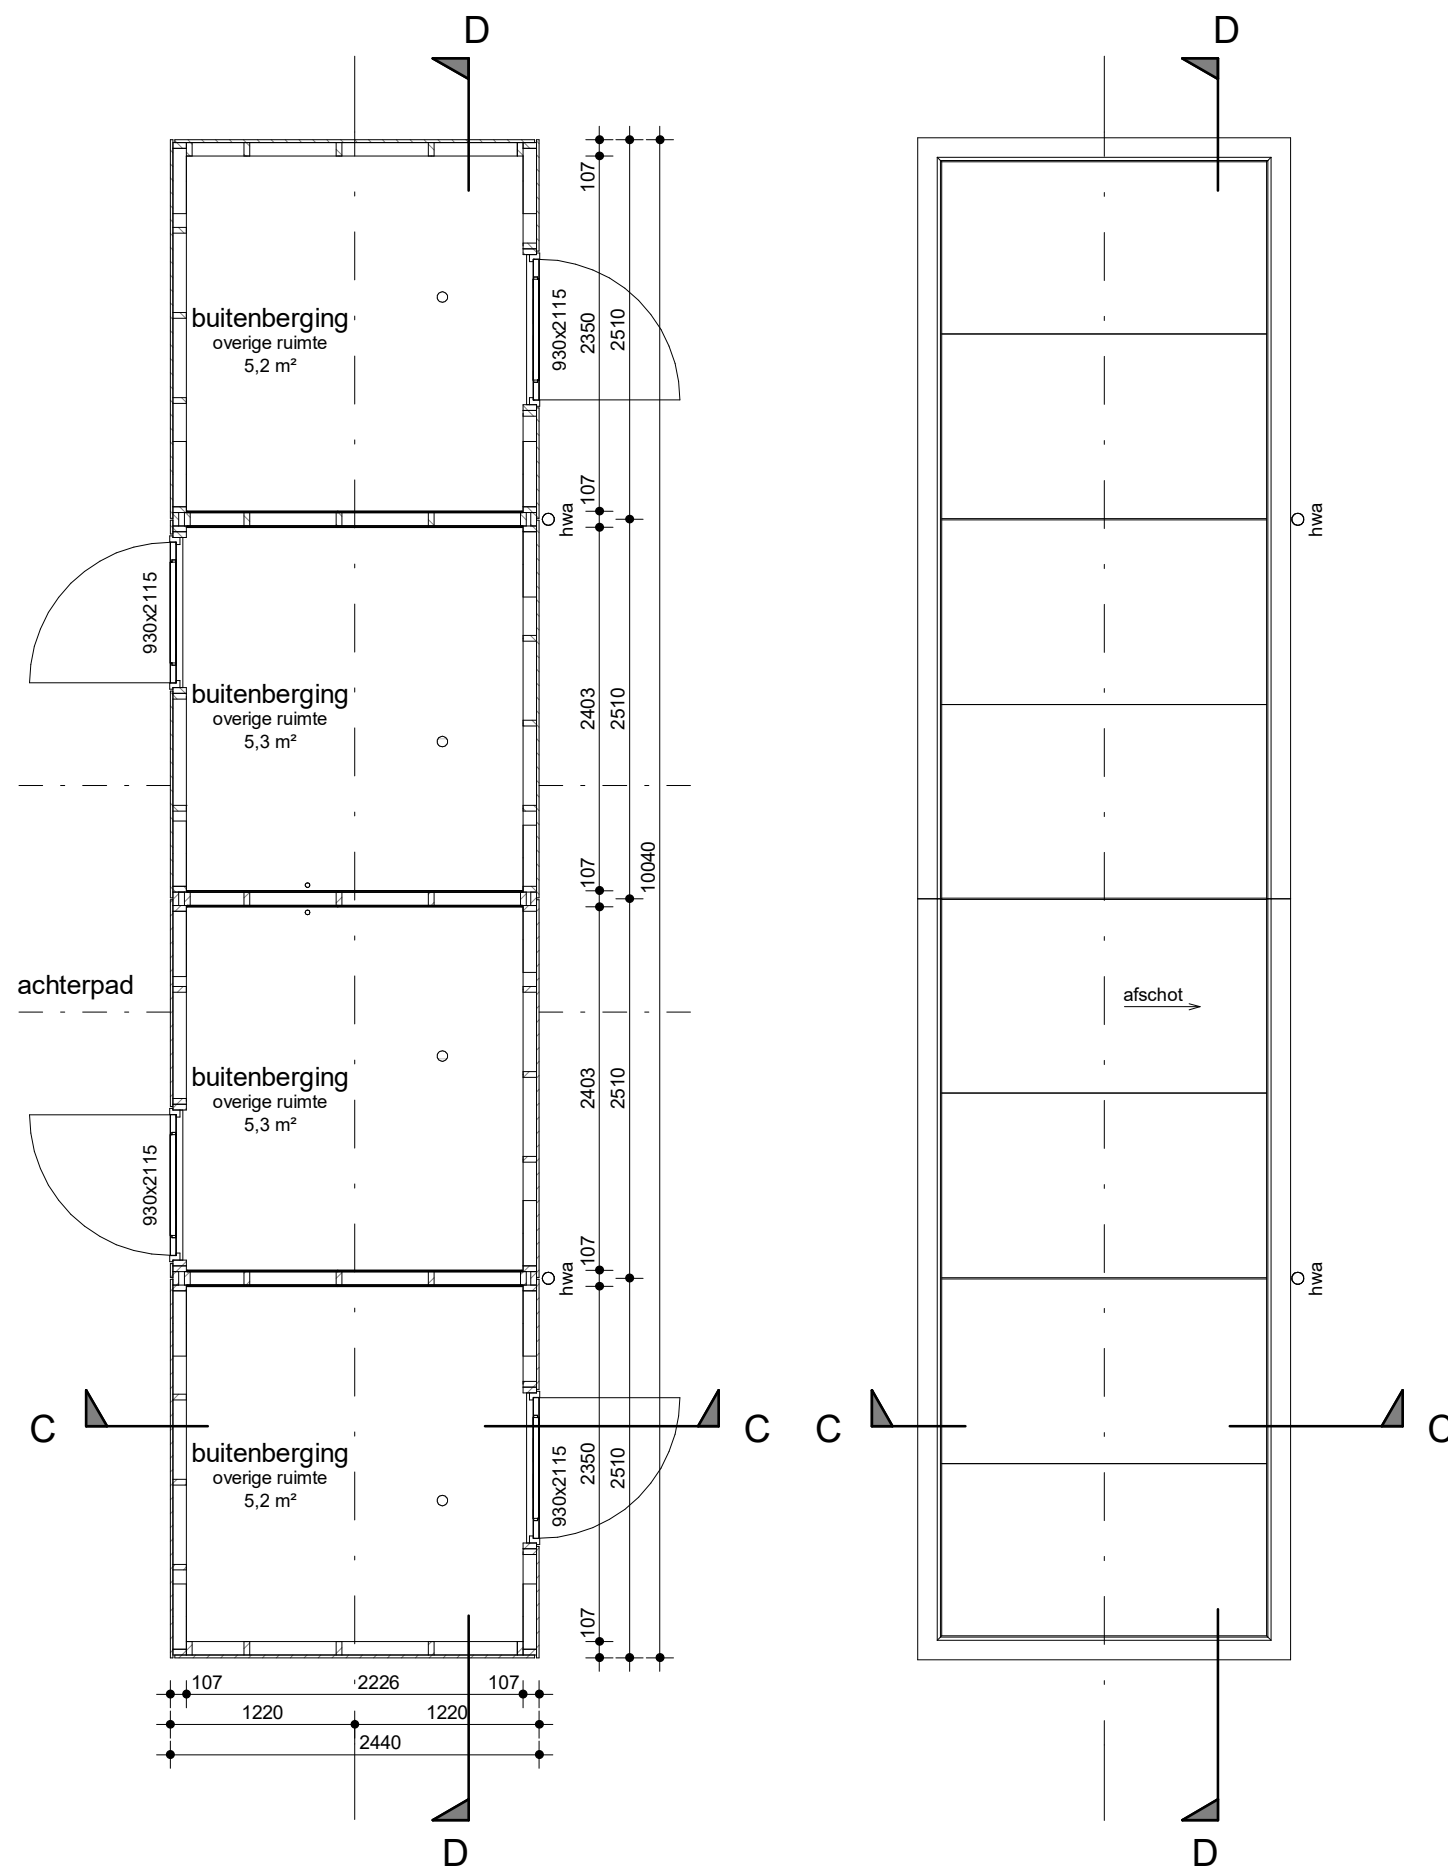 D
D
107
buitenberging
overige ruimte
5,2 m²
930x2115
2350
2510
107
hwa
hwa
930x2115
buitenberging
overige ruimte
5,3 m²
2403
2510
107
10040
achterpad
afschot
buitenberging
overige ruimte
5,3 m²
2403
2510
930x2115
107
hwa
hwa
C
C
C
C
buitenberging
overige ruimte
5,2 m²
930x2115
2350
2510
107
107
2226
107
1220
1220
2440
D
D